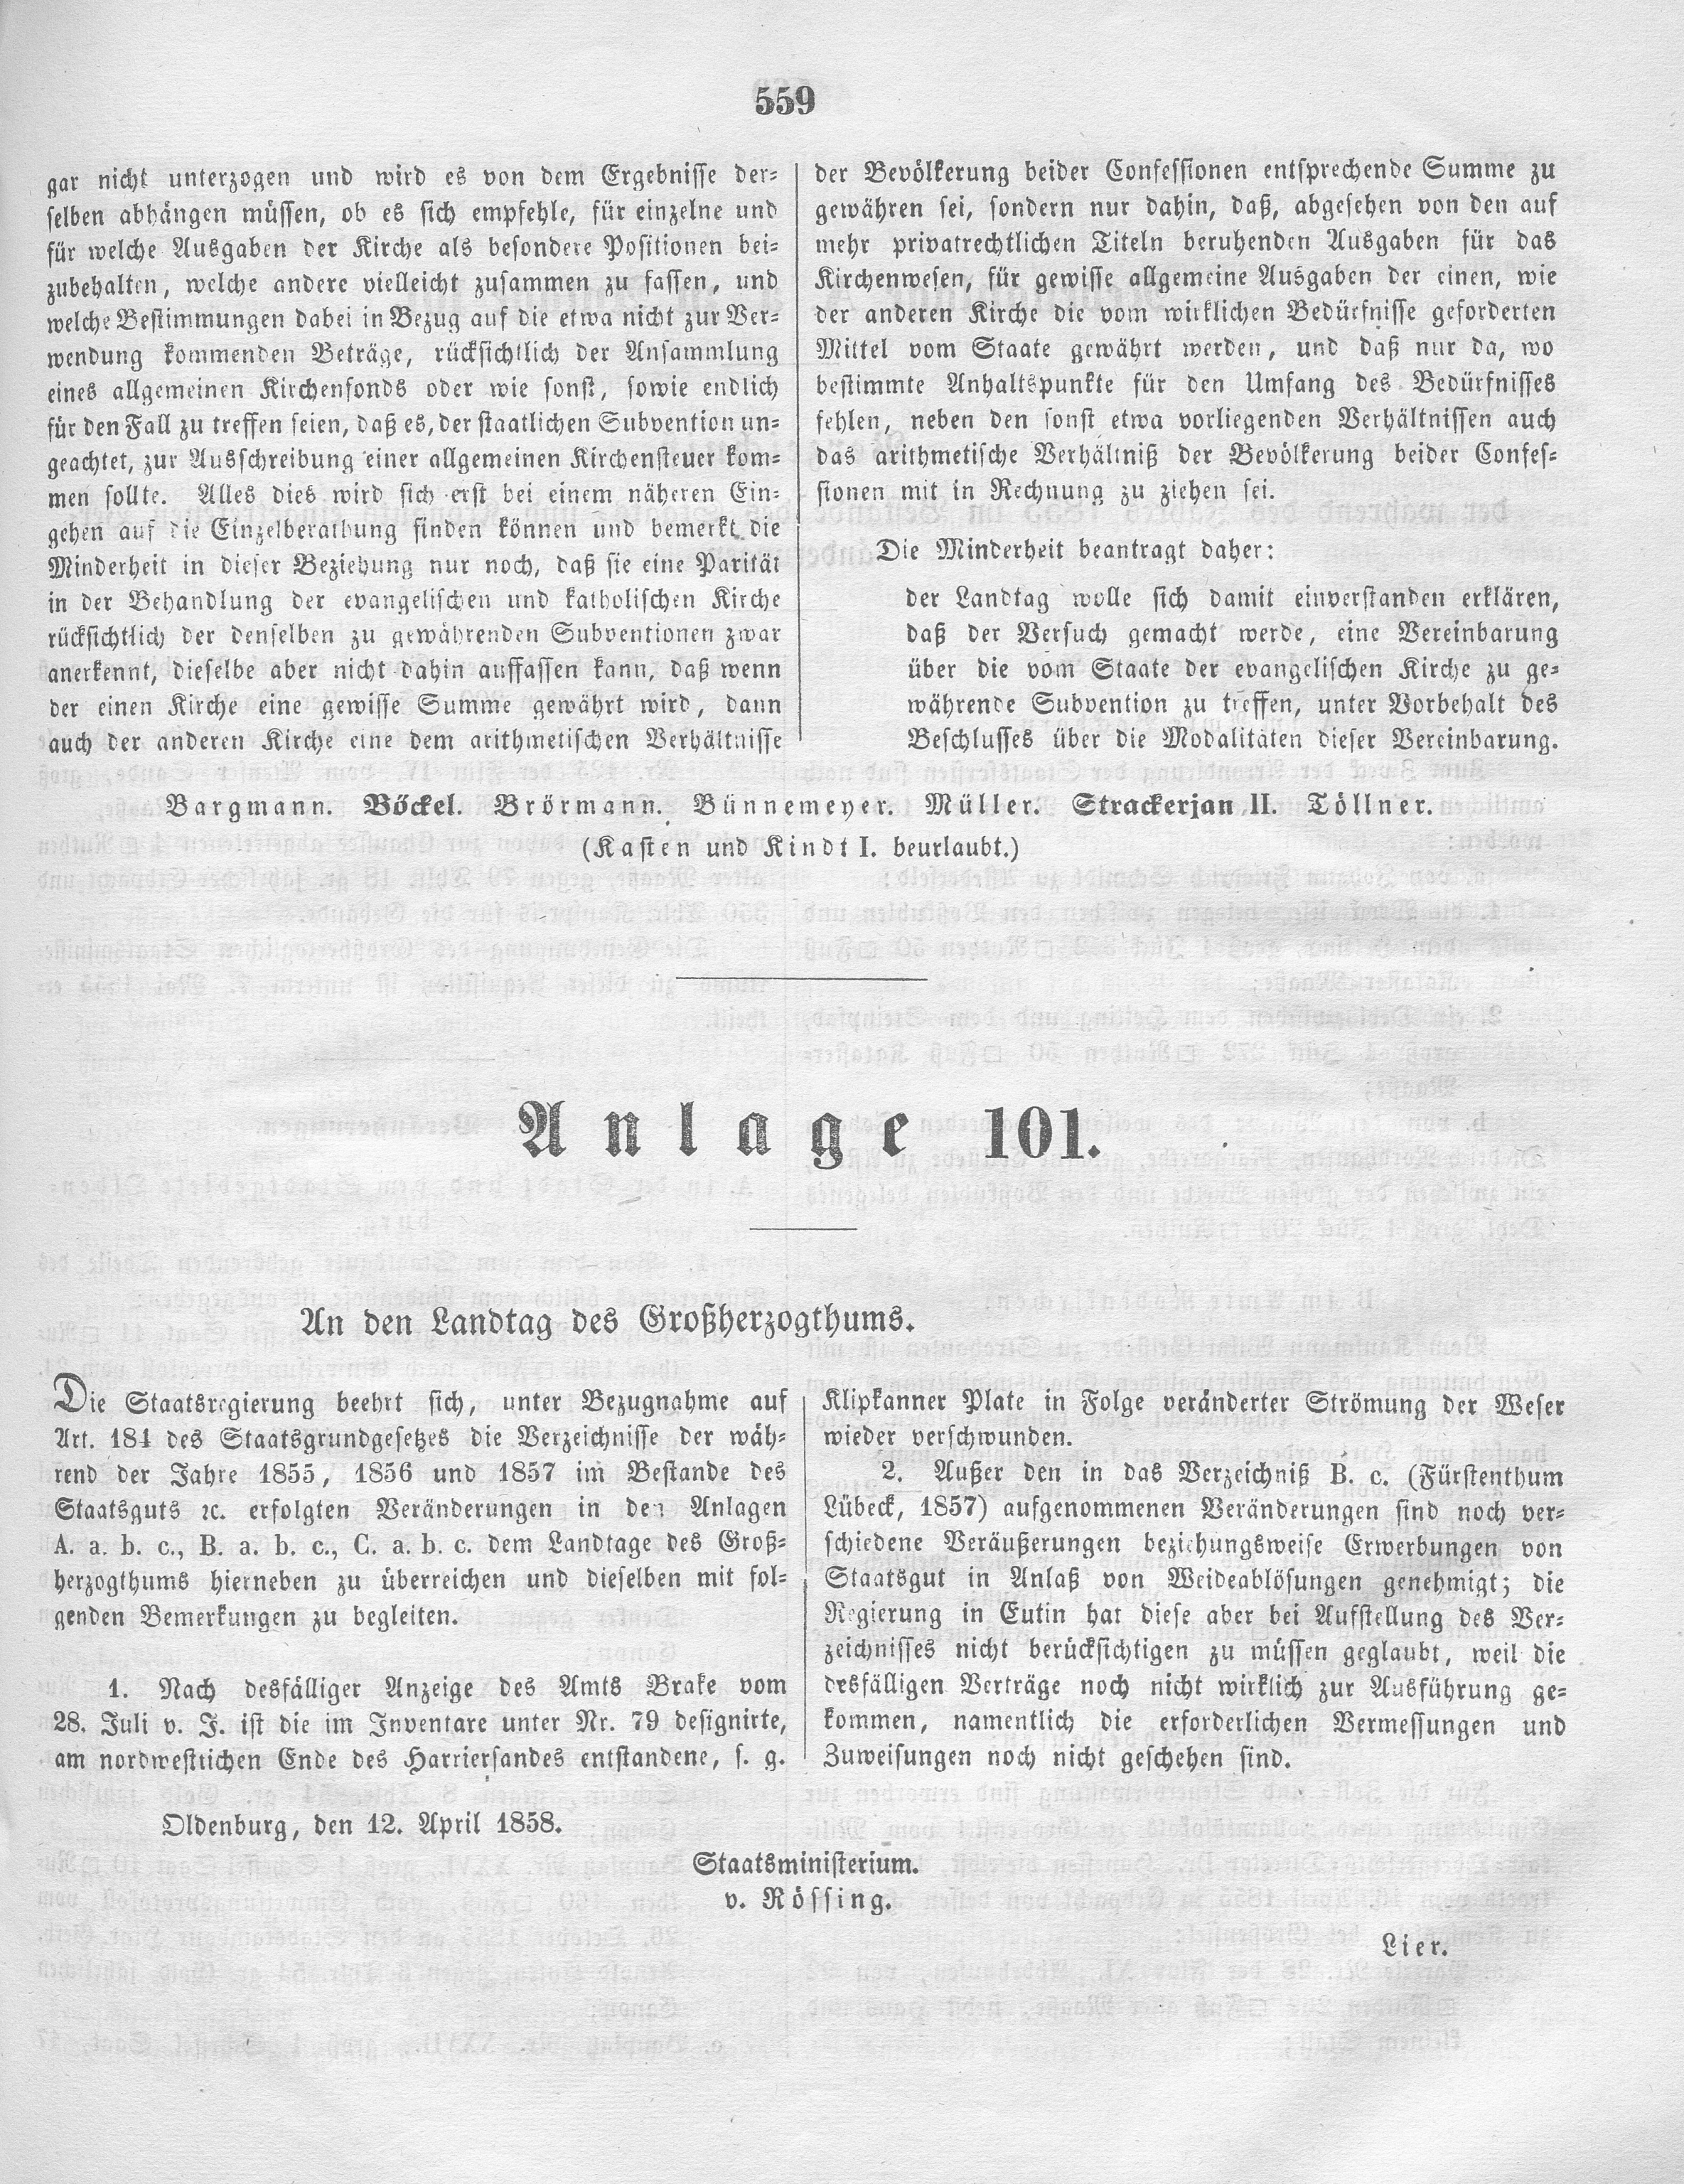 559
gar nicht unterzogen und wird es von dem Ergebnisse der-
selben abhängen müssen, ob es sich empfehle, für einzelne und
für welche Ausgaben der Kirche als besondere Positionen bei-
zubehalten, welche andere vielleicht zusammen zu fassen, und
welche Bestimmungen dabei in Bezug auf die etwa nicht zur Ver-
wendung kommenden Beträge, rücksichtlich der Ansammlung
eines allgemeinen Kirchenfonds oder wie sonst, sowie endlich
für den Fall zu treffen seien, daß es, der staatlichen Subvention un-
geachtet, zur Ausschreibung einer allgemeinen Kirchensteuer kom-
men sollte. Alles dies wird sich erst bei einem näheren Ein-
gehen auf die Einzelberathung finden können und bemerkt die
Minderheit in dieser Beziehung nur noch, daß sie eine Parität
in der Behandlung der evangelischen und katholischen Kirche
rücksichtlich der denselben zu gewährenden Subventionen zwar
anerkennt, dieselbe aber nicht dahin auffassen kann, daß wenn
der einen Kirche eine gewisse Summe gewährt wird, dann
auch der anderen Kirche eine dem arithmetischen Verhältnisse
der Bevölkerung beider Confessionen entsprechende Summe zu
gewähren sei, sondern nur dahin, daß, abgesehen von den auf
mehr privatrechtlichen Titeln beruhenden Ausgaben für das
Kirchenwesen, für gewisse allgemeine Ausgaben der einen, wie
der anderen Kirche die vom wirklichen Bedürfnisse geforderten
Mittel vom Staate gewährt werden, und daß nur da, wo
bestimmte Anhaltspunkte für den Umfang des Bedürfnisses
fehlen, neben den sonst etwa vorliegenden Verhältnissen auch
das arithmetische Verhältniß der Bevölkerung beider Confes-
sionen mit in Rechnung zu ziehen sei.
Die Minderheit beantragt daher:
der Landtag wolle sich damit einverstanden erklären,
daß der Versuch gemacht werde, eine Vereinbarung
über die vom Staate der evangelischen Kirche zu ge-
währende Subvention zu treffen, unter Vorbehalt des
Beschlusses über die Modalitäten dieser Vereinbarung.
Bargmann. Böckel. Brörmann. Bünnemeyer. Müller. Strackerjan II. Töllner.
(Kasten und Kindt I. beurlaubt.)
Anlage 101.
An den Landtag des Großherzogthums.
Die Staatsregierung beehrt sich, unter Bezugnahme auf
Art. 184 des Staatsgrundgesetzes die Verzeichnisse der wäh-
rend der Jahre 1855, 1856 und 1857 im Bestande des
Staatsguts ꝛc. erfolgten Veränderungen in den Anlagen
A. a. b. c., B. a. b. c., C. a. b. c. dem Landtage des Groß-
herzogthums hierneben zu überreichen und dieselben mit fol-
genden Bemerkungen zu begleiten.
1. Nach desfälliger Anzeige des Amts Brake vom
28. Juli v. J. ist die im Inventare unter Nr. 79 designirte,
am nordwestlichen Ende des Harriersandes entstandene, s. g.
Klipkanner Plate in Folge veränderter Strömung der Weser
wieder verschwunden.
2. Außer den in das Verzeichniß B. c. (Fürstenthum
Lübeck, 1857) aufgenommenen Veränderungen sind noch ver-
schiedene Veräußerungen beziehungsweise Erwerbungen von
Staatsgut in Anlaß von Weideablösungen genehmigt; die
Regierung in Eutin hat diese aber bei Aufstellung des Ver-
zeichnisses nicht berücksichtigen zu müssen geglaubt, weil die
desfälligen Verträge noch nicht wirklich zur Ausführung ge-
kommen, namentlich die erforderlichen Vermessungen und
Zuweisungen noch nicht geschehen sind.
Oldenburg, den 12. April 1858.
Staatsministerium.
v. Rössing.
Lier.